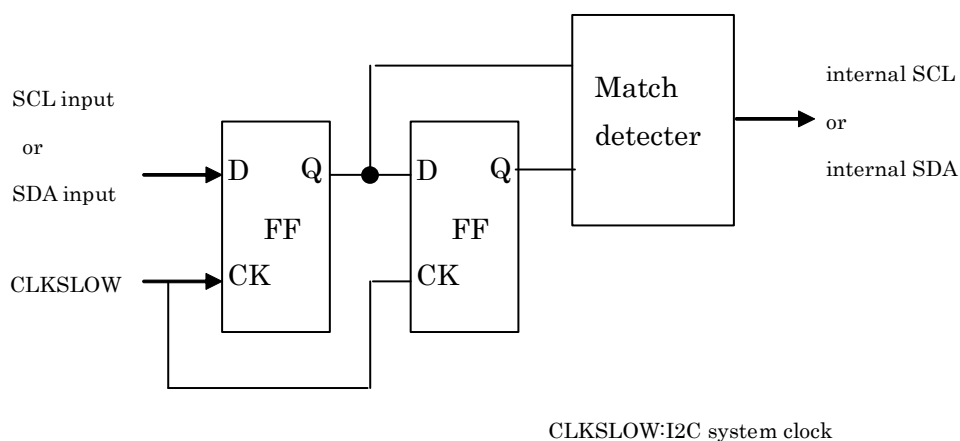 SCL input
or
SDA input
CLKSLOW
D
Q
FF
CK
D
Q
FF
CK
Match
detecter
internal SCL
or
internal SDA
CLKSLOW:I2C system clock